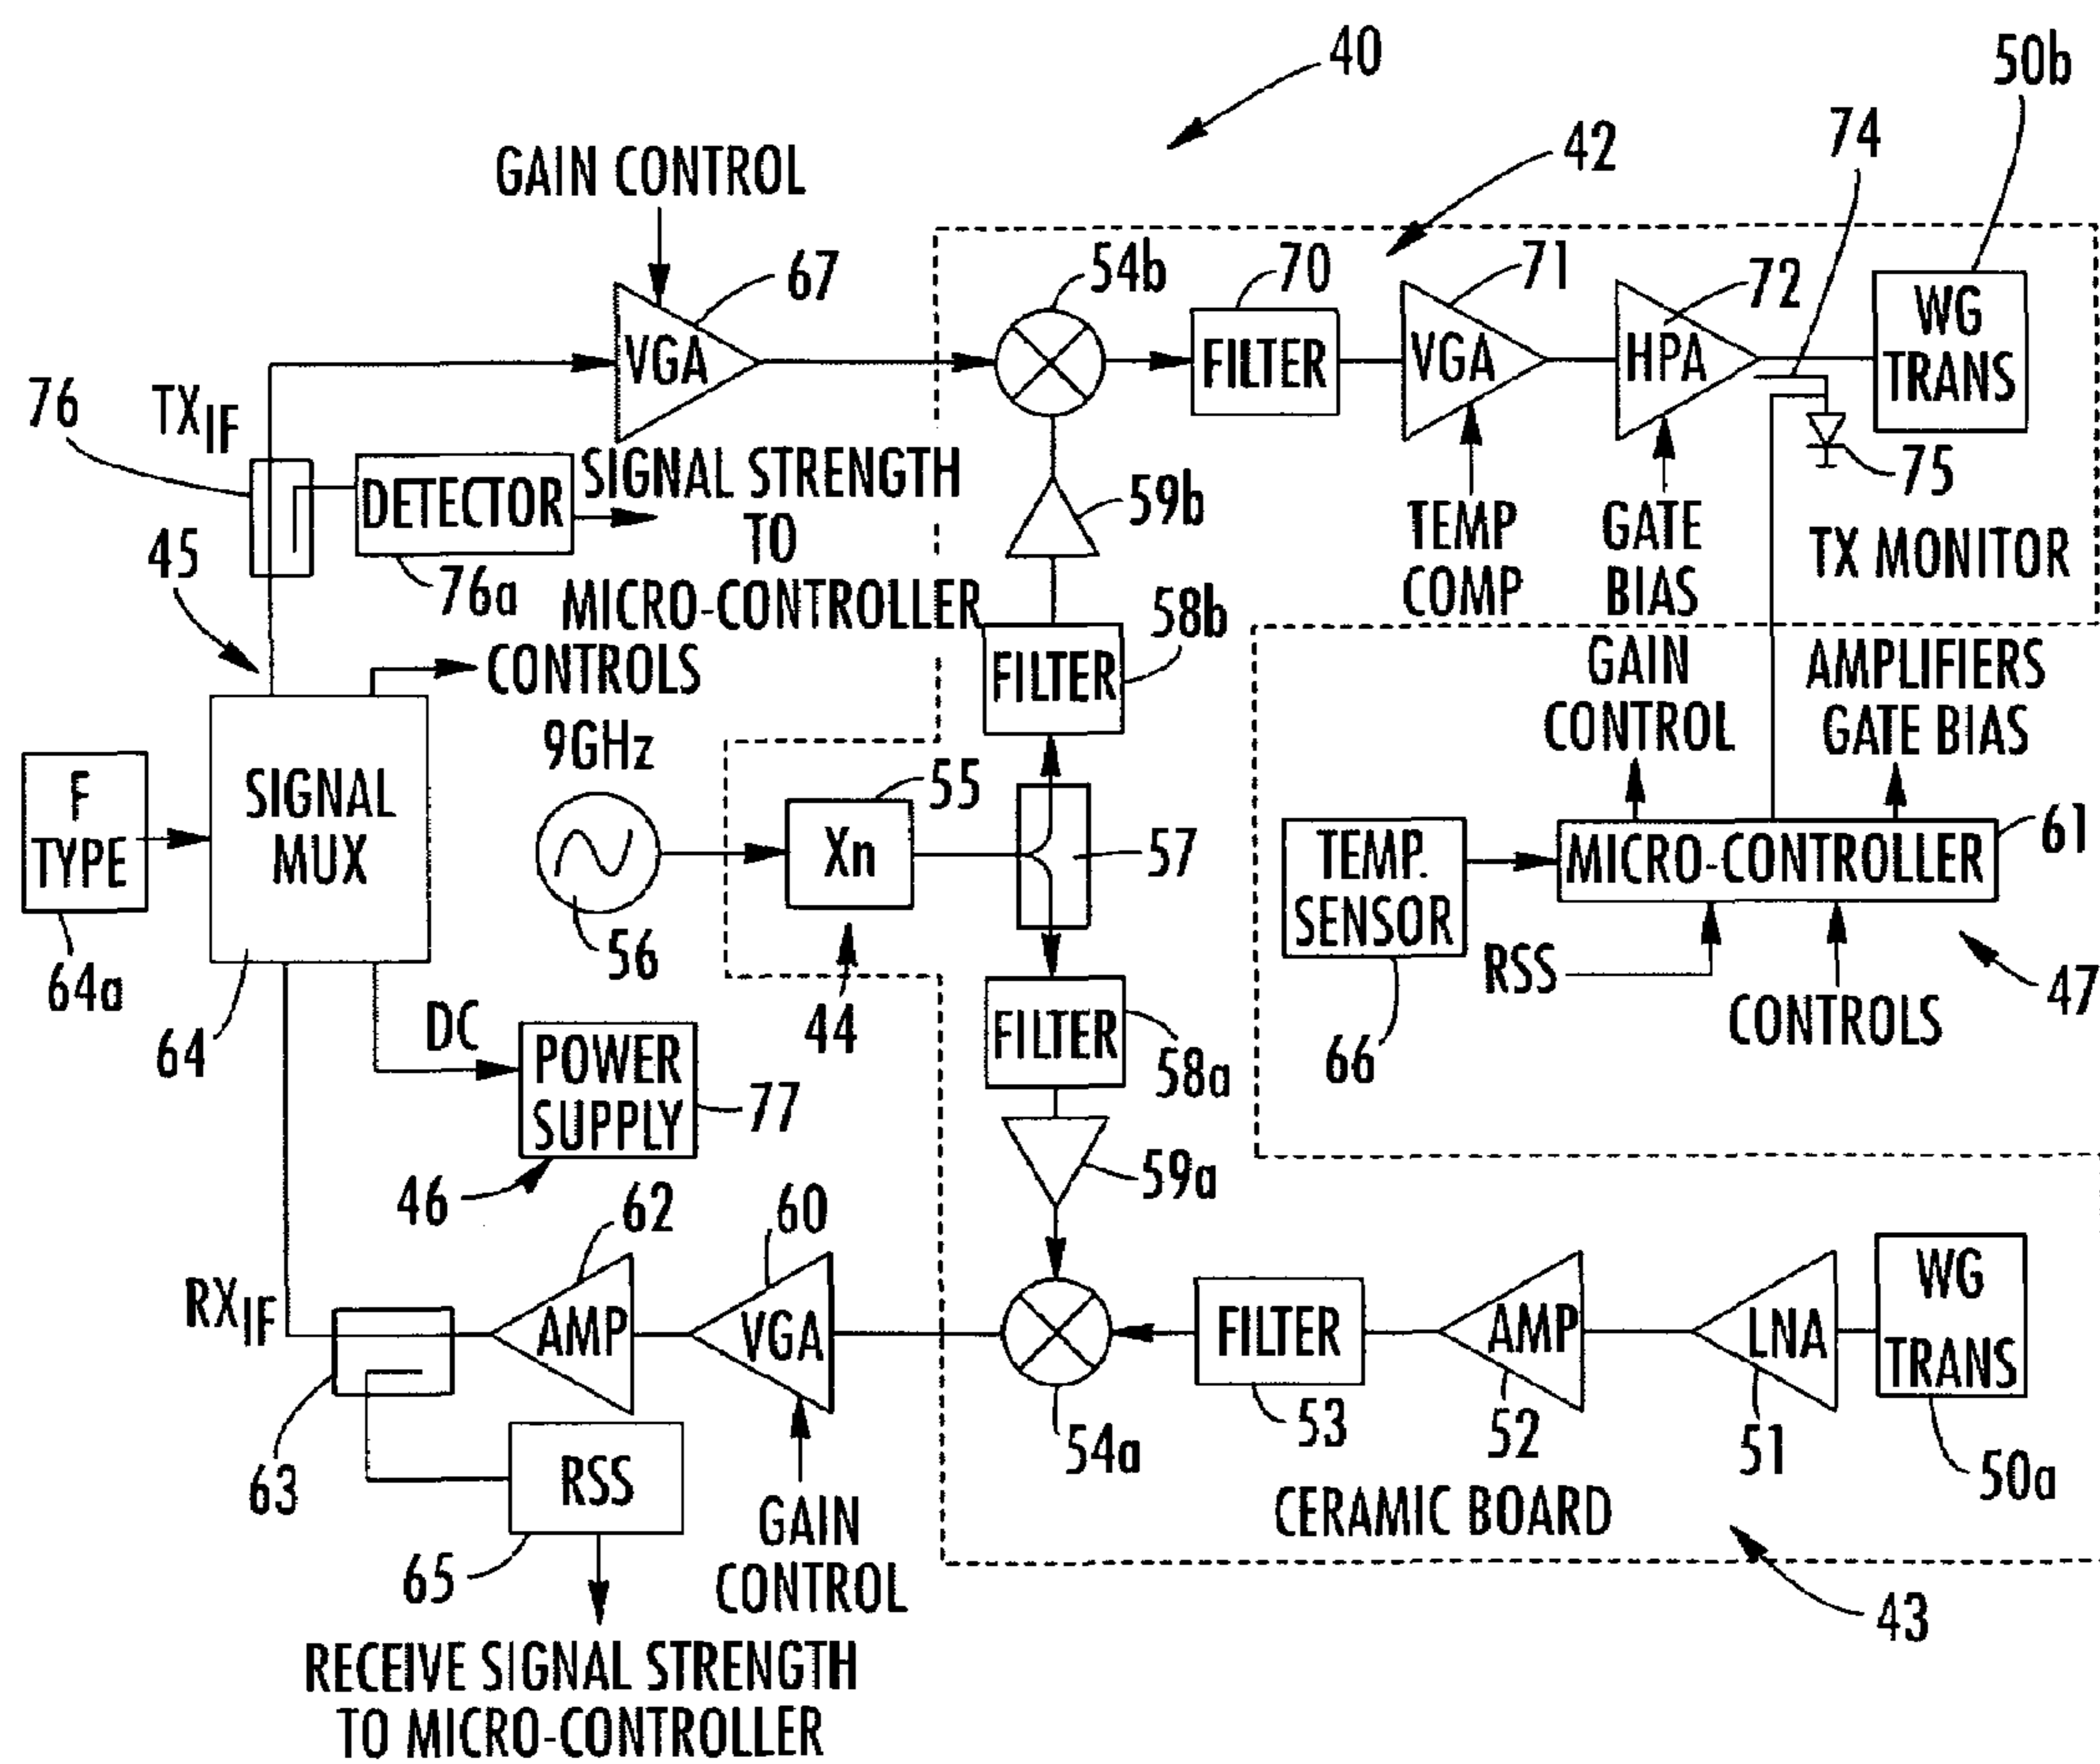 40
50b
74
42
GAIN CONTROL
67
54b
70
71
72
VGA
FILTER
VGA
HPA
WG
TRANS
76
TXIF
75
DETECTOR
SIGNAL STRENGTH
TO
MICRO-CONTROLLER
59b
TEMP
COMP
GATE
BIAS
TX MONITOR
45
76a
58b
CONTROLS
FILTER
GAIN
CONTROL
AMPLIFIERS
GATE BIAS
9GHz
55
F
TYPE
SIGNAL
MUX
Xn
57
61
TEMP.
SENSOR
MICRO-CONTROLLER
56
64a
64
44
FILTER
58a
RSS
66
CONTROLS
47
DC
POWER
SUPPLY
77
46
59a
62
60
RXIF
AMP
VGA
FILTER
AMP
LNA
WG
TRANS
63
RSS
54a
53
52
51
50a
65
GAIN
CONTROL
CERAMIC BOARD
43
RECEIVE SIGNAL STRENGTH
TO MICRO-CONTROLLER